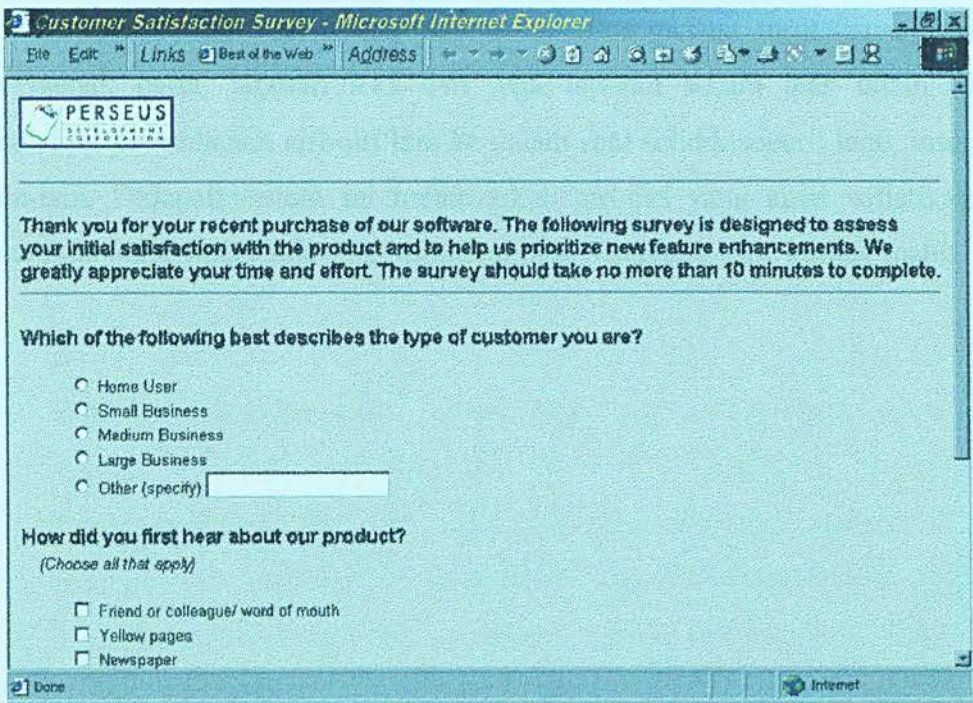 Customer Satisfaction Survey - Microsoft Internet Explorer
File Edit » Links Best of the Web » Address
PERSEUS
DEVELOPMENT
CORPORATION
Thank you for your recent purchase of our software. The following survey is designed to assess
your initial satisfaction with the product and to help us prioritize new feature enhancements. We
greatly appreciate your time and effort. The survey should take no more than 10 minutes to complete.
Which of the following best describes the type of customer you are?
Home User
Small Business
Medium Business
Large Business
Other (specify)
How did you first hear about our product?
(Choose all that apply)
Friend or colleague/ word of mouth
Yellow pages
Newspaper
Done Internet